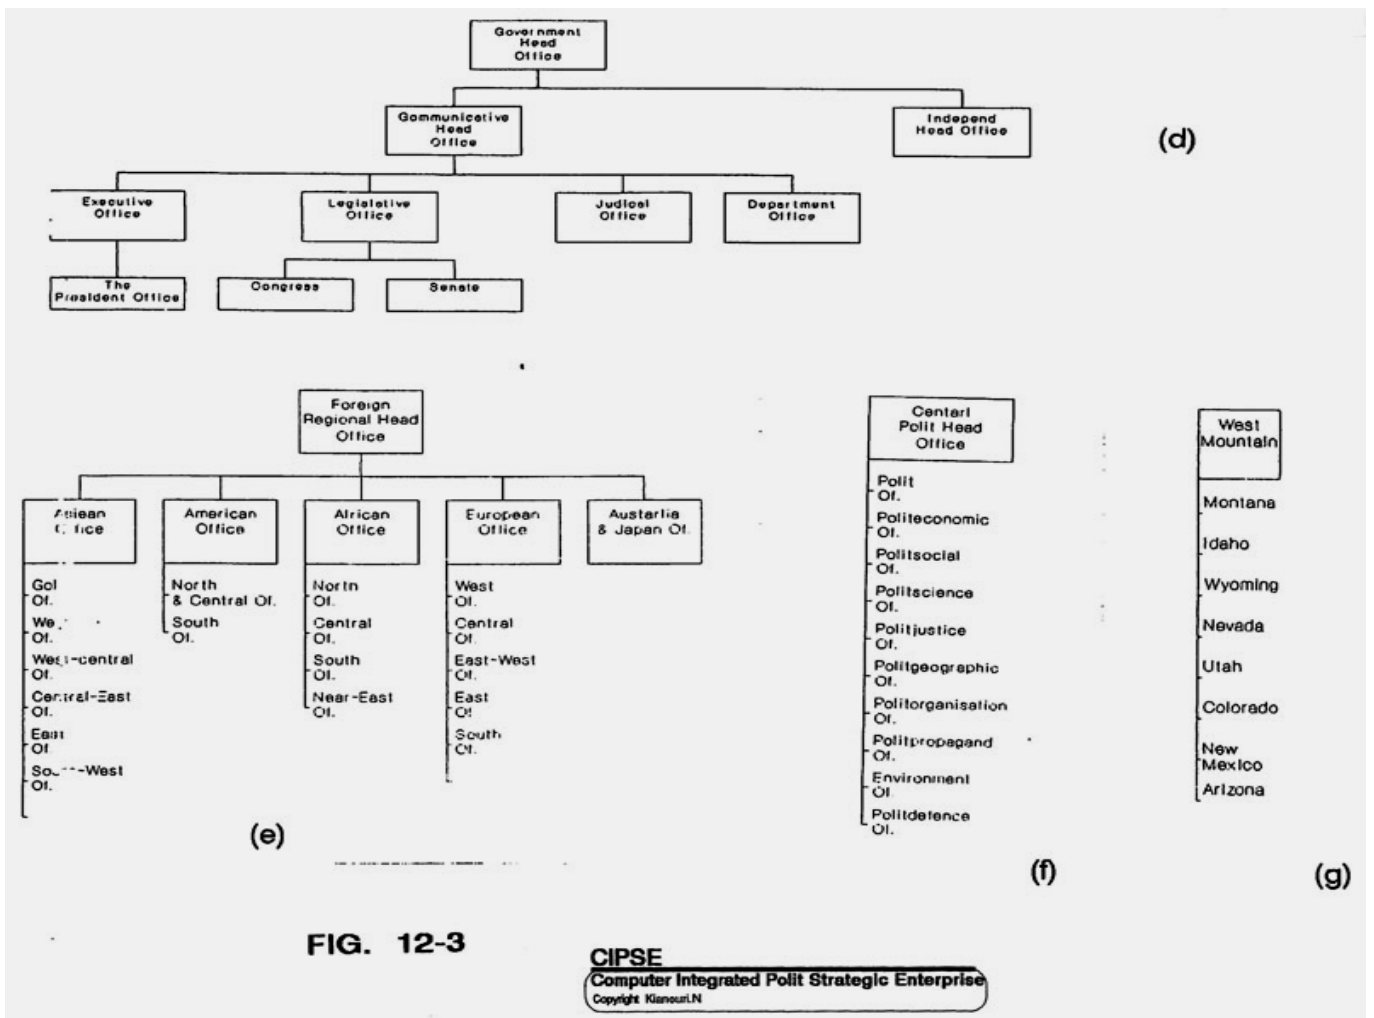 Government
Head
Office
Gommunicative
Head
Office
Independ
Head Office
(d)
Executive
Office
Legislative
Office
Judical
Office
Department
Office
The
President Office
Congress
Senate
Foreign
Regional Head
Office
Asiean
Office
American
Office
African
Office
European
Office
Austarlia
& Japan Of.
Of.
Of.
West-central
Of.
Central-East
Of.
East
Of.
Of.
North
& Central Of.
South
Of.
North
Of.
Central
Of.
South
Of.
Near-East
Of.
West
Of.
Central
Of.
East-West
Of.
East
Of
South
Of.
(e)
Centarl
Polit Head
Office
Polit
Of.
Politeconomic
Of.
Politsocial
Of.
Politscience
Of.
Politjustice
Of.
Politgeographic
Of.
Politorganisation
Of.
Politpropagand
Of.
Environment
Of.
Politdefence
Of.
(f)
West
Mountain
Montana
Idaho
Wyoming
Nevada
Utah
Colorado
New
Mexico
Arizona
(g)
FIG. 12-3
CIPSE
Computer Integrated Polit Strategic Enterprise
Copyright Kianouri.N